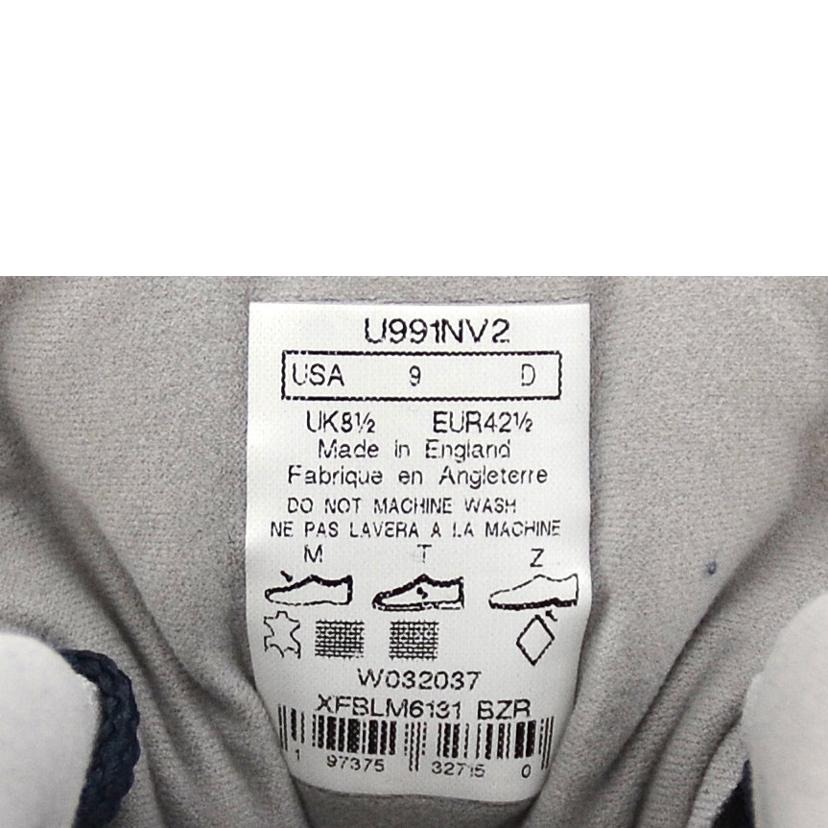 U991NV2
USA 9 D
UK8½ EUR42½
Made in England
Fabrique en Angleterre
DO NOT MACHINE WASH
NE PAS LAVERA A LA MACHINE
M T Z
W032037
XFBLM6131 BZR
1 97375 32715 0